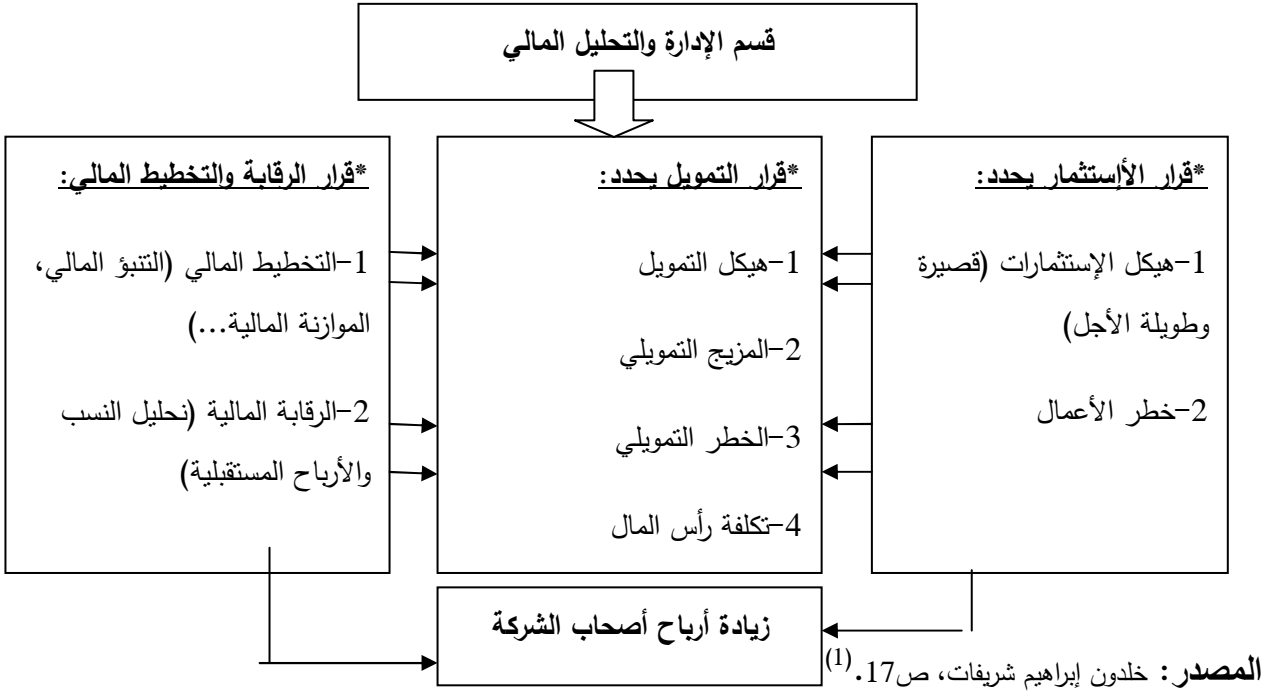 قسم الإدارة والتحليل المالي
*قرار الأإستثمار يحدد:
1-هيكل الإستثمارات (قصيرة
وطويلة الأجل)
2-خطر الأعمال
*قرار التمويل يحدد:
1-هيكل التمويل
2-المزيج التمويلي
3-الخطر التمويلي
4-تكلفة رأس المال
*قرار الرقابة والتخطيط المالي:
1-التخطيط المالي (التنبؤ المالي،
الموازنة المالية...)
2-الرقابة المالية (نحليل النسب
والأرباح المستقبلية)
زيادة أرباح أصحاب الشركة
المصدر: خلدون إبراهيم شريفات، ص17.(1)